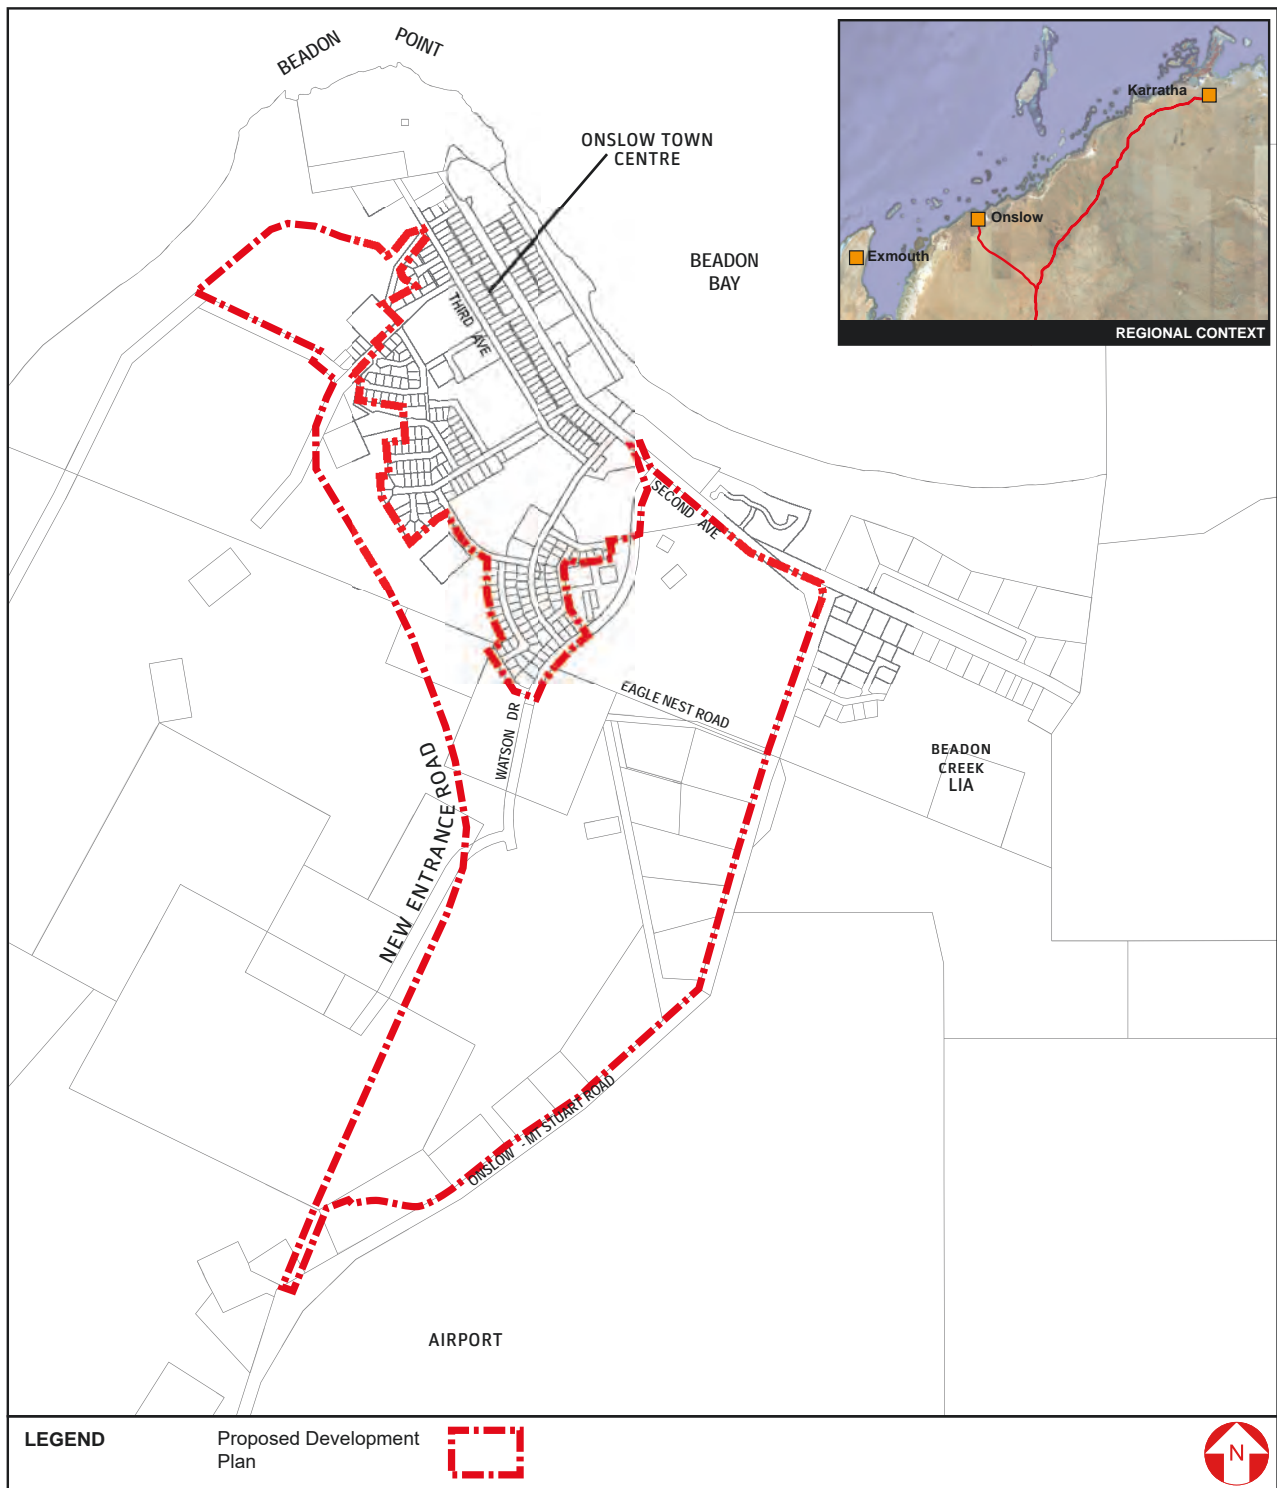 BEADON POINT
ONSLOW TOWN
CENTRE
Karratha
Onslow
Exmouth
REGIONAL CONTEXT
BEADON
BAY
THIRD AVE
SECOND AVE
EAGLE NEST ROAD
WATSON DR
NEW ENTRANCE ROAD
BEADON
CREEK
LIA
ONSLOW - MT STUART ROAD
AIRPORT
LEGEND
Proposed Development
Plan
N